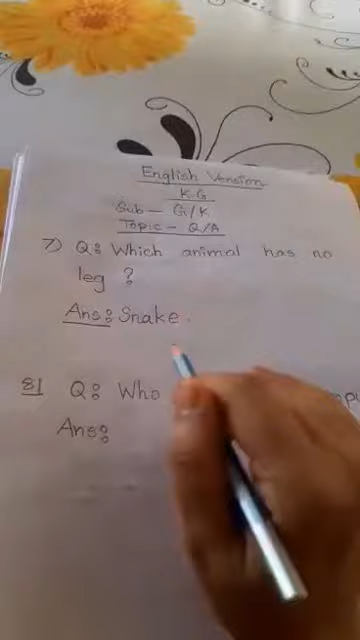 English Version
K.G
Sub - G/K
Topic - Q/A
7) Q: Which animal has no
leg ?
Ans: Snake.
8) Q: Who
Ans: